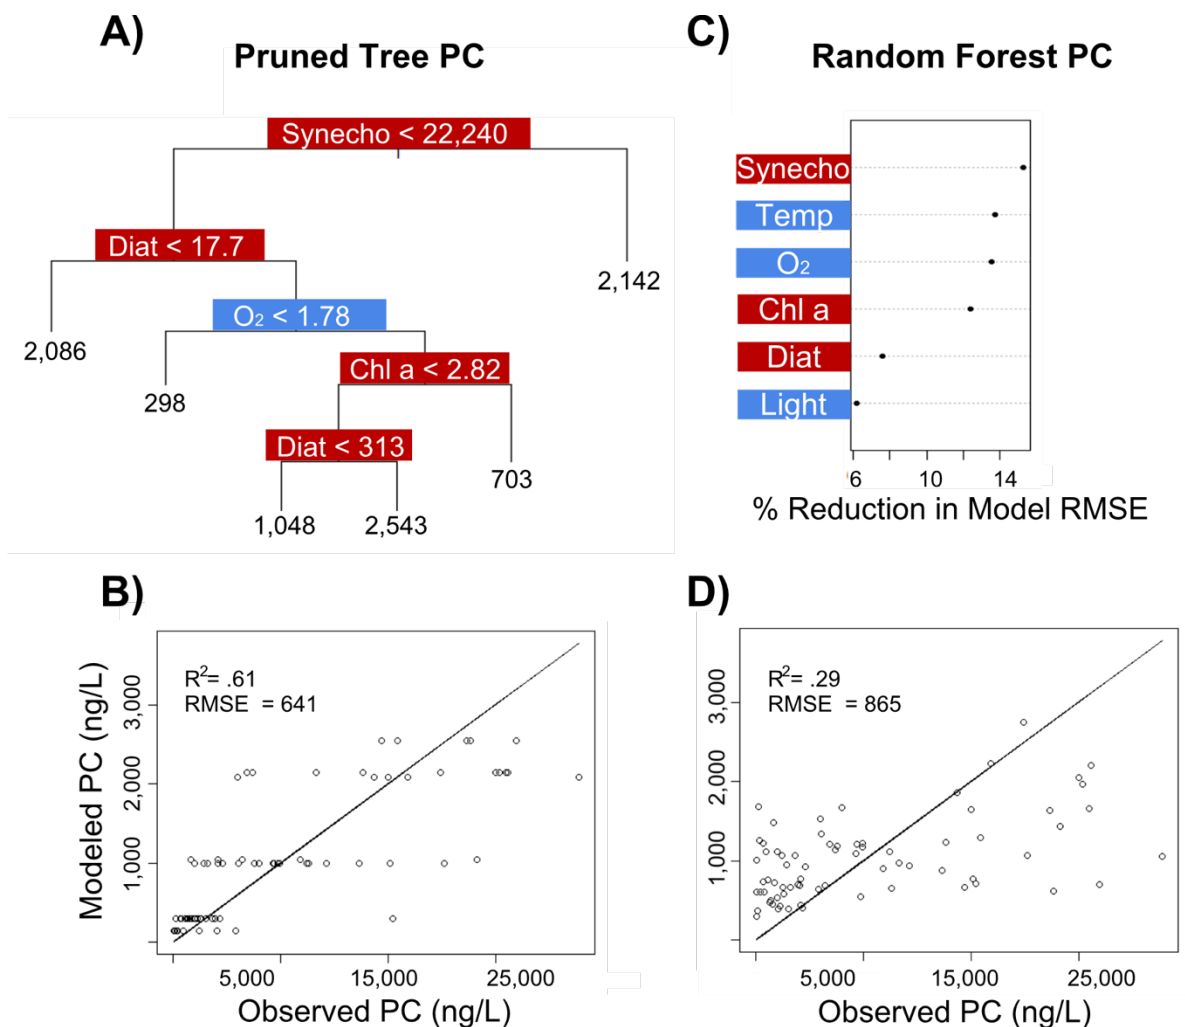 A)
Pruned Tree PC
Synecho < 22,240
Diat < 17.7
2,142
O₂ < 1.78
2,086
Chl a < 2.82
298
Diat < 313
703
1,048 2,543
C)
Random Forest PC
Synecho
Temp
O₂
Chl a
Diat
Light
6 10 14
% Reduction in Model RMSE
B)
R²= .61
RMSE = 641
3,000
2,000
1,000
Modeled PC (ng/L)
5,000 15,000 25,000
Observed PC (ng/L)
D)
R²= .29
RMSE = 865
3,000
2,000
1,000
5,000 15,000 25,000
Observed PC (ng/L)